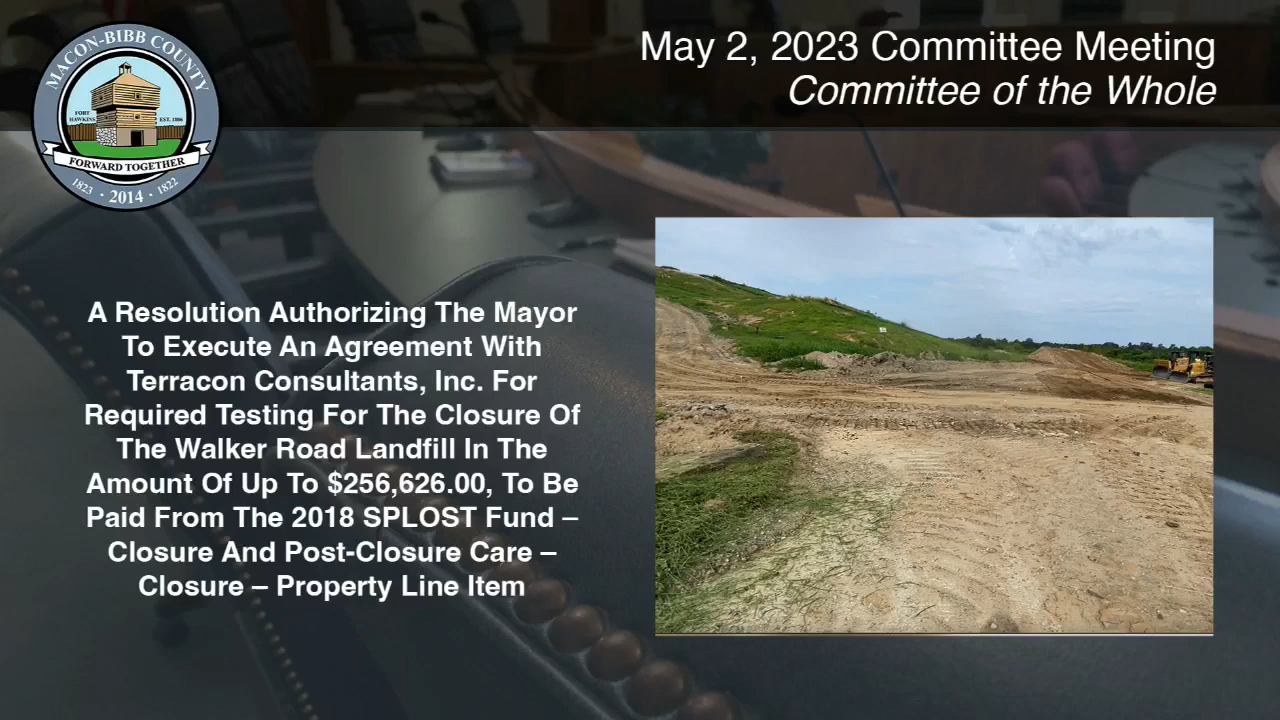 MACON-BIBB COUNTY
FORT HAWKINS
EST. 1806
FORWARD TOGETHER
1823 · 2014 · 1822
May 2, 2023 Committee Meeting
Committee of the Whole
A Resolution Authorizing The Mayor
To Execute An Agreement With
Terracon Consultants, Inc. For
Required Testing For The Closure Of
The Walker Road Landfill In The
Amount Of Up To $256,626.00, To Be
Paid From The 2018 SPLOST Fund –
Closure And Post-Closure Care –
Closure – Property Line Item